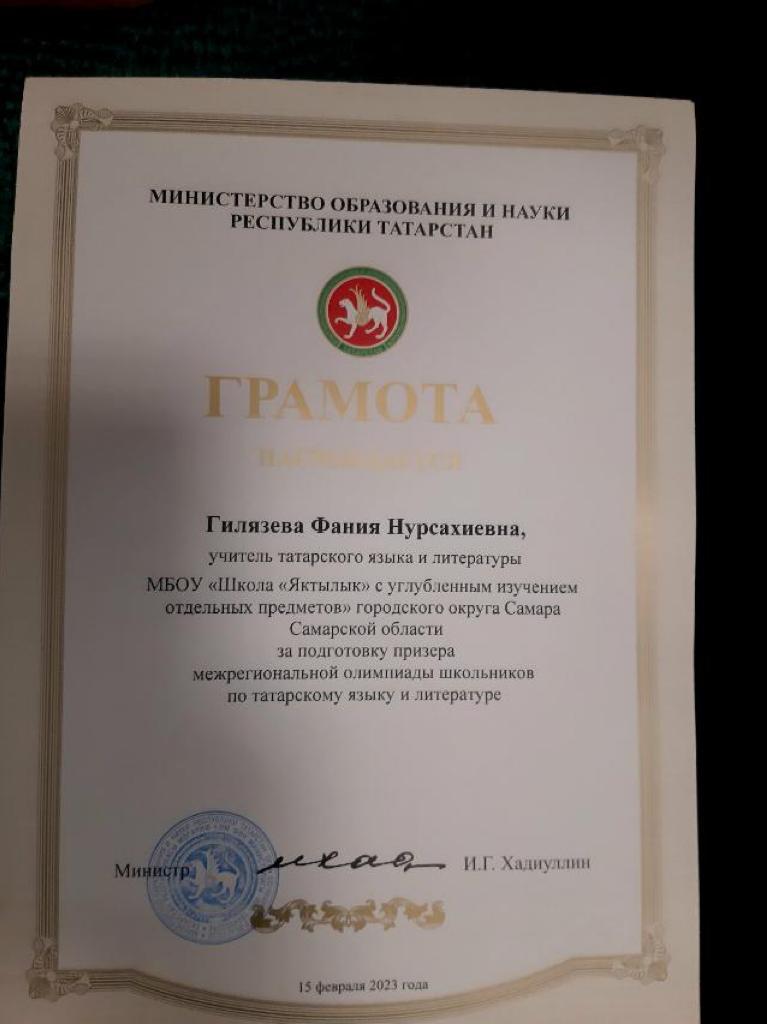 МИНИСТЕРСТВО ОБРАЗОВАНИЯ И НАУКИ
РЕСПУБЛИКИ ТАТАРСТАН
ГРАМОТА
НАГРАЖДАЕТСЯ
Гилязева Фания Нурсахиевна,
учитель татарского языка и литературы
МБОУ «Школа «Яктылык» с углубленным изучением
отдельных предметов» городского округа Самара
Самарской области
за подготовку призера
межрегиональной олимпиады школьников
по татарскому языку и литературе
Министр
И.Г. Хадиуллин
15 февраля 2023 года